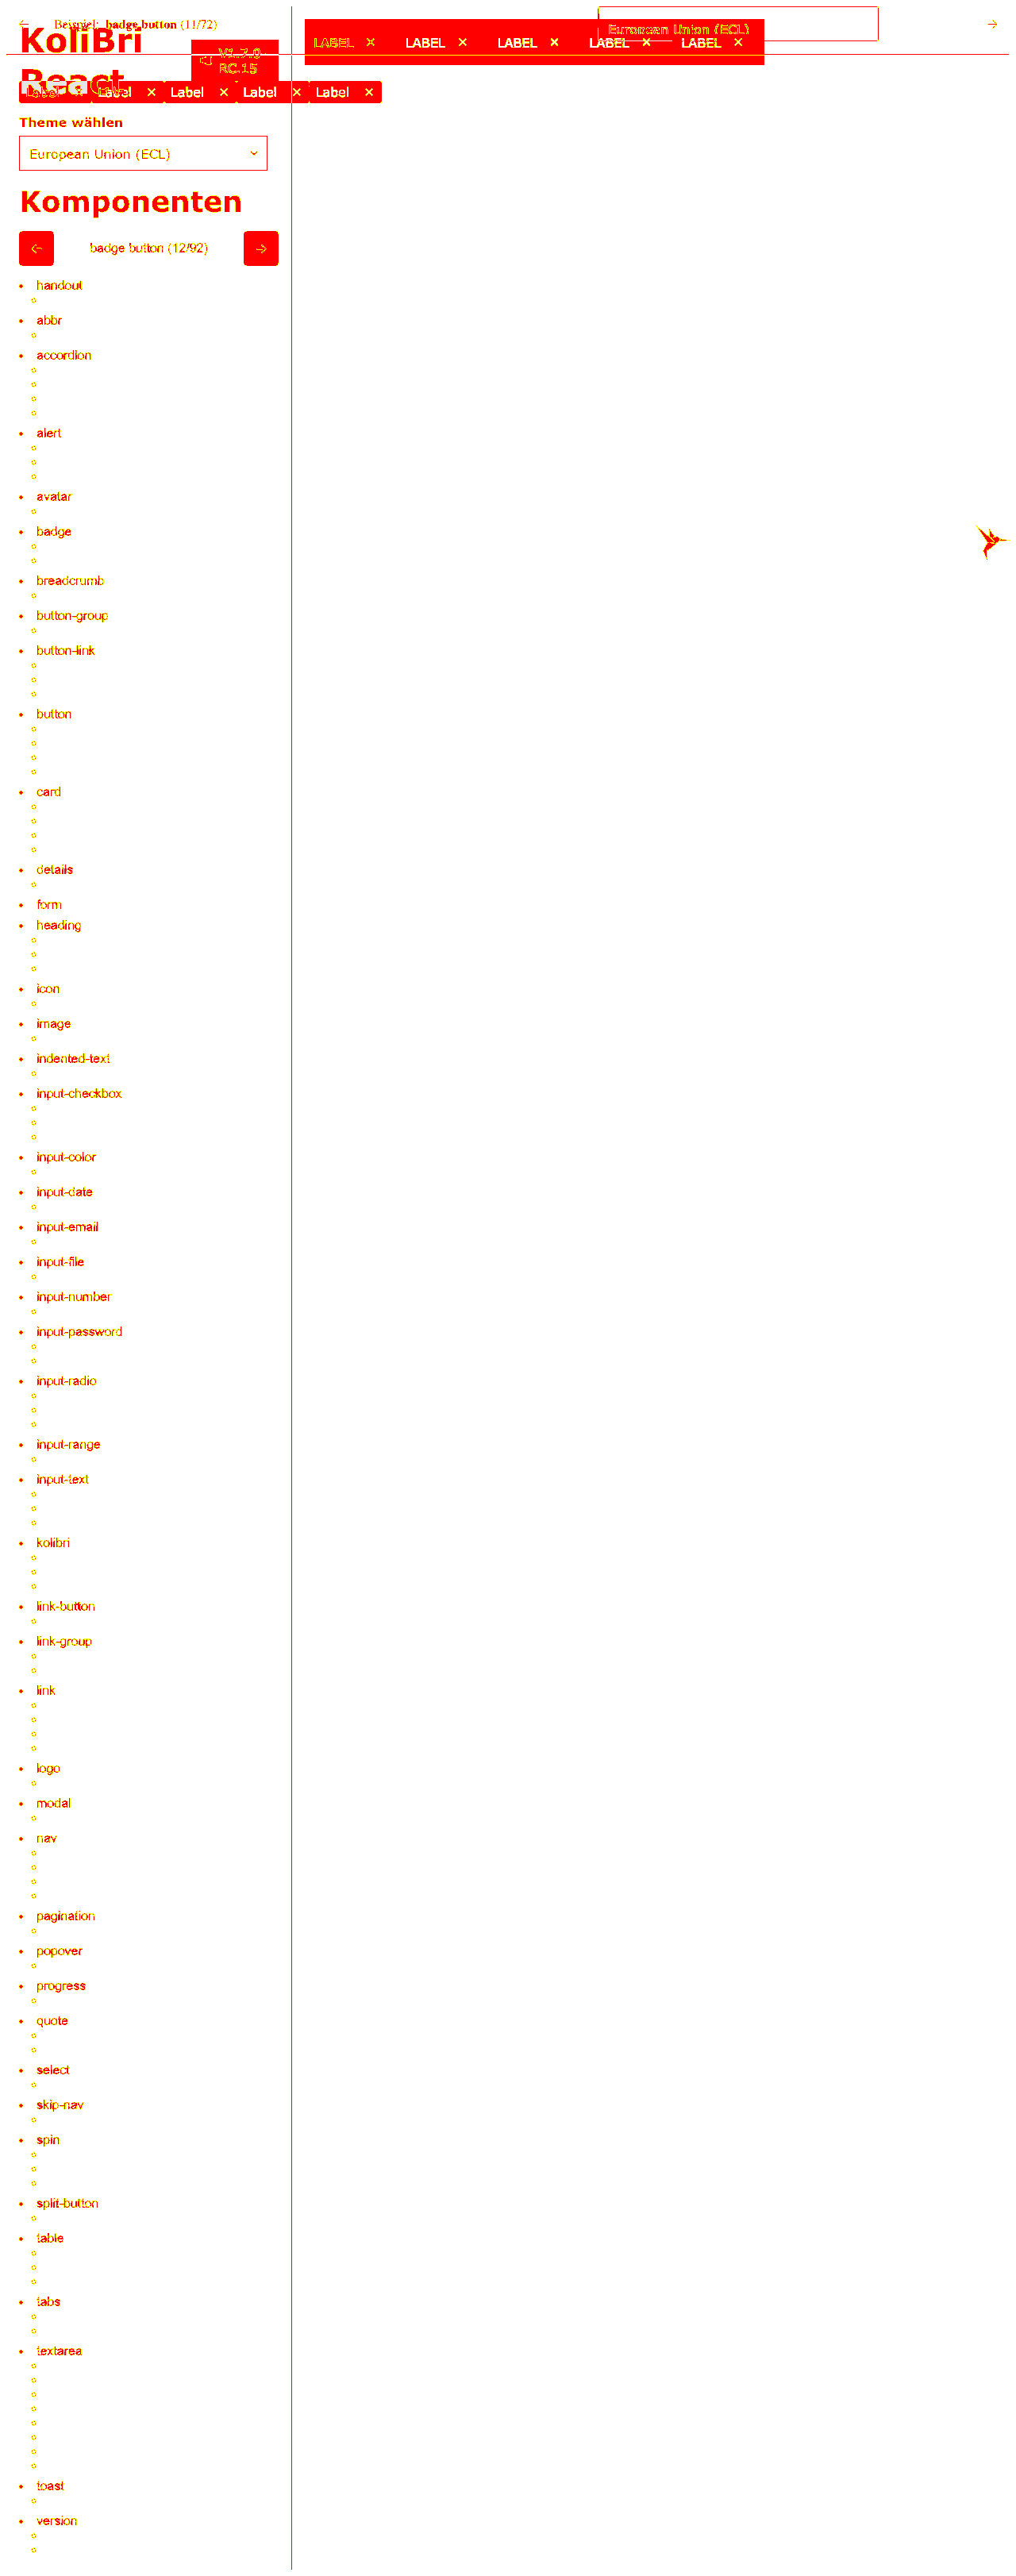 Beispiel: badge button (11/72)
KoliBri
European Union (ECL)
LABEL LABEL LABEL LABEL LABEL
V1.7.0-
RC.15
React
Label Label Label Label Label
Theme wählen
European Union (ECL)
Komponenten
badge button (12/92)
handout
abbr
accordion
alert
avatar
badge
breadcrumb
button-group
button-link
button
card
details
form
heading
icon
image
indented-text
input-checkbox
input-color
input-date
input-email
input-file
input-number
input-password
input-radio
input-range
input-text
kolibri
link-button
link-group
link
logo
modal
nav
pagination
popover
progress
quote
select
skip-nav
spin
split-button
table
tabs
textarea
toast
version